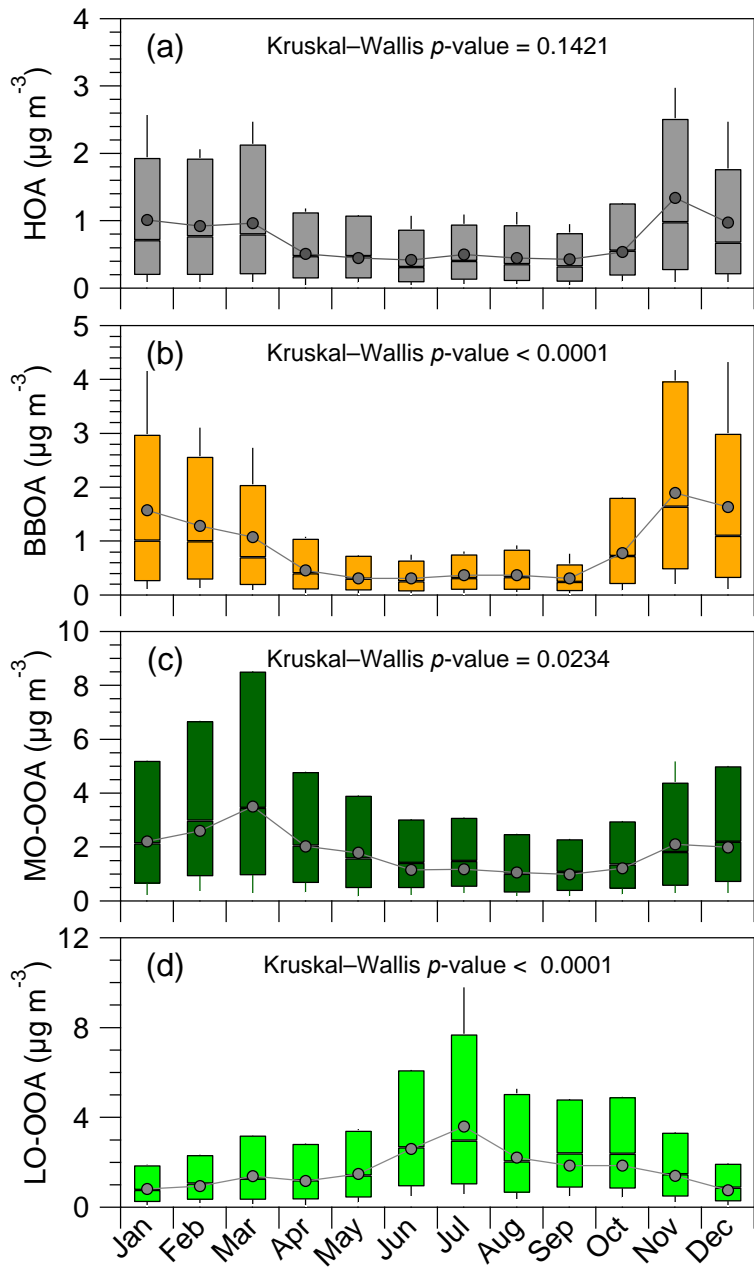 4
(a)
Kruskal–Wallis p-value = 0.1421
3
2
1
0
HOA (µg m⁻³)
5
(b)
Kruskal–Wallis p-value < 0.0001
4
3
2
1
0
BBOA (µg m⁻³)
10
(c)
Kruskal–Wallis p-value = 0.0234
8
6
4
2
0
MO-OOA (µg m⁻³)
12
(d)
Kruskal–Wallis p-value < 0.0001
8
4
0
LO-OOA (µg m⁻³)
Jan Feb Mar Apr May Jun Jul Aug Sep Oct Nov Dec